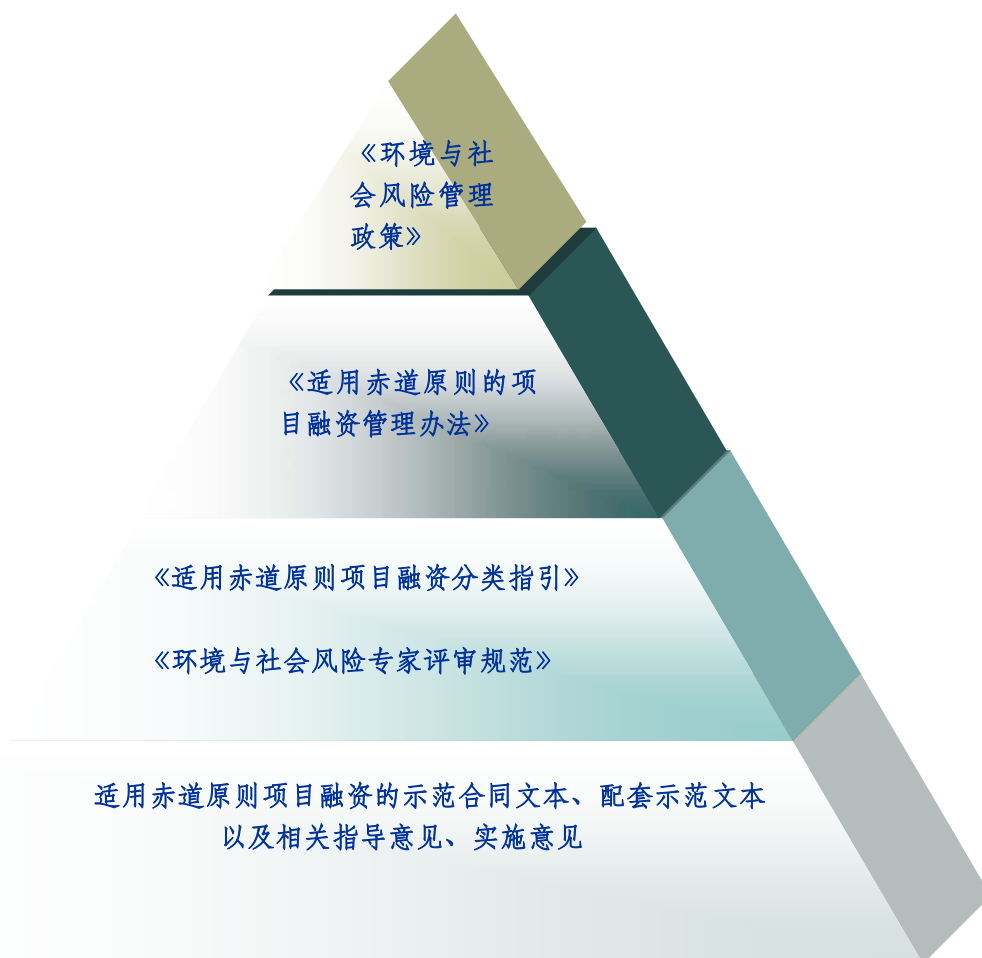 《环境与社
会风险管理
政策》
《适用赤道原则的项
目融资管理办法》
《适用赤道原则项目融资分类指引》
《环境与社会风险专家评审规范》
适用赤道原则项目融资的示范合同文本、配套示范文本
以及相关指导意见、实施意见